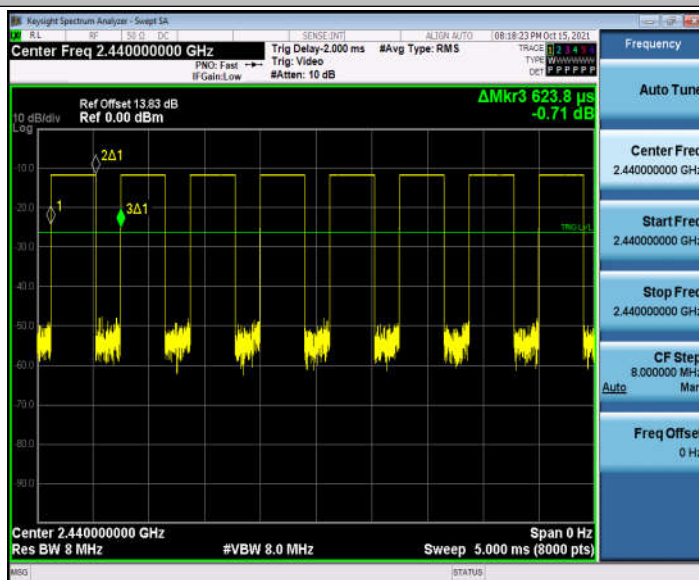 Keysight Spectrum Analyzer - Swept SA
RL RF 50 Ω DC SENSE:INT ALIGN AUTO 08:18:23 PM Oct 15, 2021
Center Freq 2.440000000 GHz
PNO: Fast
IFGain:Low
Trig Delay-2.000 ms
Trig: Video
#Atten: 10 dB
#Avg Type: RMS
TRACE 1 2 3 4 5 6
TYPE WWWWWW
DET P P P P P P
Frequency
Auto Tune
Center Freq
2.440000000 GHz
Start Freq
2.440000000 GHz
Stop Freq
2.440000000 GHz
CF Step
8.000000 MHz
Auto Man
Freq Offset
0 Hz
ΔMkr3 623.8 µs
-0.71 dB
Ref Offset 13.83 dB
10 dB/div Ref 0.00 dBm
Log
-10.0
-20.0
-30.0
-40.0
-50.0
-60.0
-70.0
-80.0
-90.0
2Δ1
1
3Δ1
TRIG LVL
Center 2.440000000 GHz Span 0 Hz
Res BW 8 MHz #VBW 8.0 MHz Sweep 5.000 ms (8000 pts)
MSG STATUS